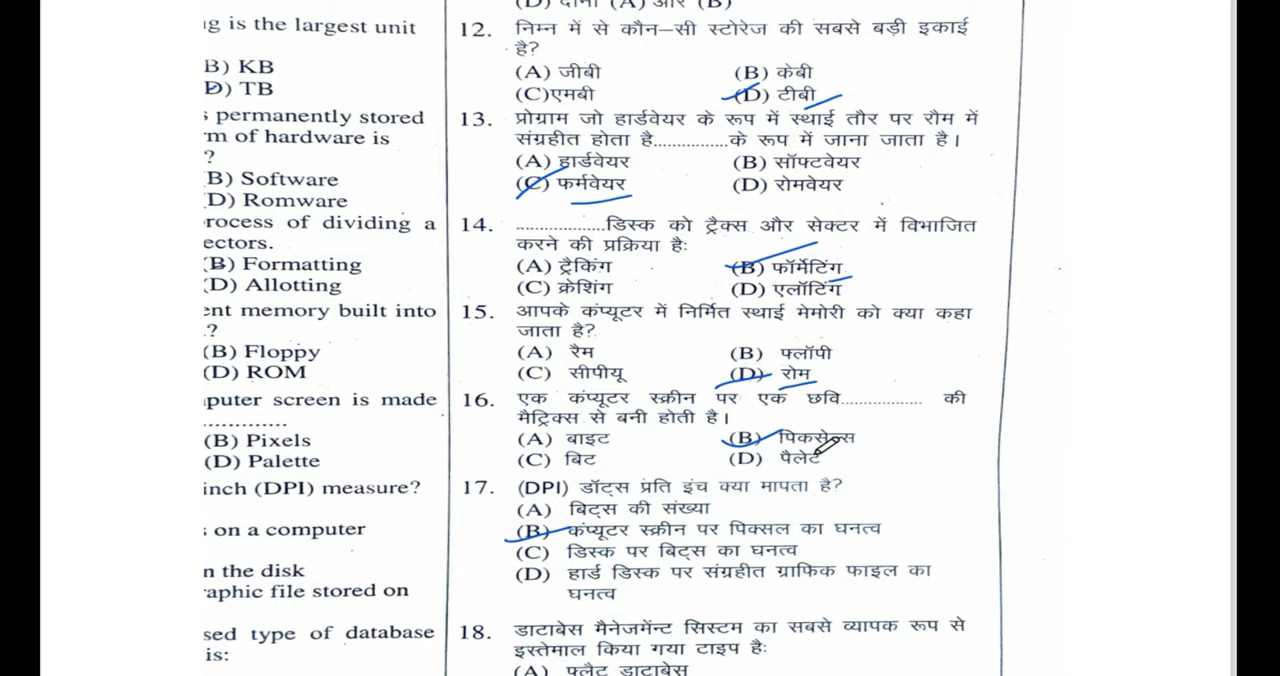 (D) दोनों (A) और (B)
ng is the largest unit
B) KB
D) TB
s permanently stored
rm of hardware is
?
B) Software
(D) Romware
rocess of dividing a
ectors.
(B) Formatting
(D) Allotting
ent memory built into
.?
(B) Floppy
(D) ROM
puter screen is made
..............
(B) Pixels
(D) Palette
inch (DPI) measure?
s on a computer
n the disk
raphic file stored on
sed type of database
is:
12. निम्न में से कौन–सी स्टोरेज की सबसे बड़ी इकाई
है?
(A) जीबी (B) केबी
(C)एमबी (D) टीबी
13. प्रोग्राम जो हार्डवेयर के रूप में स्थाई तौर पर रौम में
संग्रहीत होता है...............के रूप में जाना जाता है।
(A) हार्डवेयर (B) सॉफ्टवेयर
(C) फर्मवेयर (D) रोमवेयर
14. ..................डिस्क को ट्रैक्स और सेक्टर में विभाजित
करने की प्रक्रिया हैः
(A) ट्रैकिंग (B) फॉर्मेटिंग
(C) क्रेशिंग (D) एलॉटिंग
15. आपके कंप्यूटर में निर्मित स्थाई मेमोरी को क्या कहा
जाता है?
(A) रैम (B) फ्लॉपी
(C) सीपीयू (D) रोम
16. एक कंप्यूटर स्क्रीन पर एक छवि................ की
मैट्रिक्स से बनी होती है।
(A) बाइट (B) पिकसेल्स
(C) बिट (D) पैलेट
17. (DPI) डॉट्स प्रति इंच क्या मापता है?
(A) बिट्स की संख्या
(B) कंप्यूटर स्क्रीन पर पिक्सल का घनत्व
(C) डिस्क पर बिट्स का घनत्व
(D) हार्ड डिस्क पर संग्रहीत ग्राफिक फाइल का
घनत्व
18. डाटाबेस मैनेजमेंन्ट सिस्टम का सबसे व्यापक रूप से
इस्तेमाल किया गया टाइप हैः
(A) फ्लैट डाटाबेस